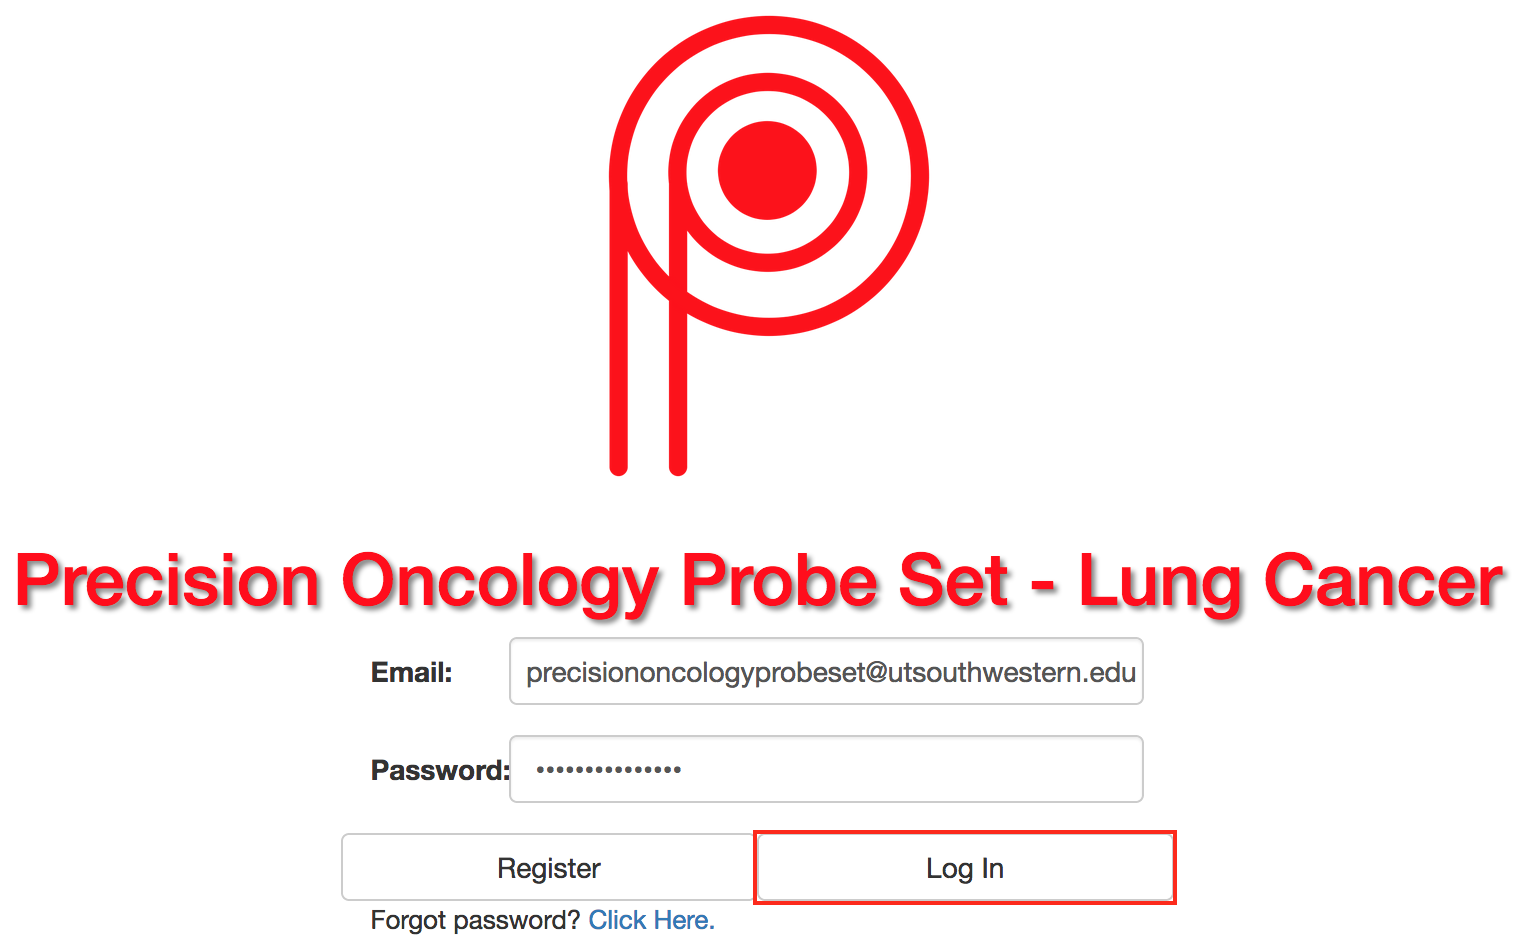 Precision Oncology Probe Set - Lung Cancer
Email: precisiononcologyprobeset@utsouthwestern.edu
Password: •••••••••••••••
Register Log In
Forgot password? Click Here.